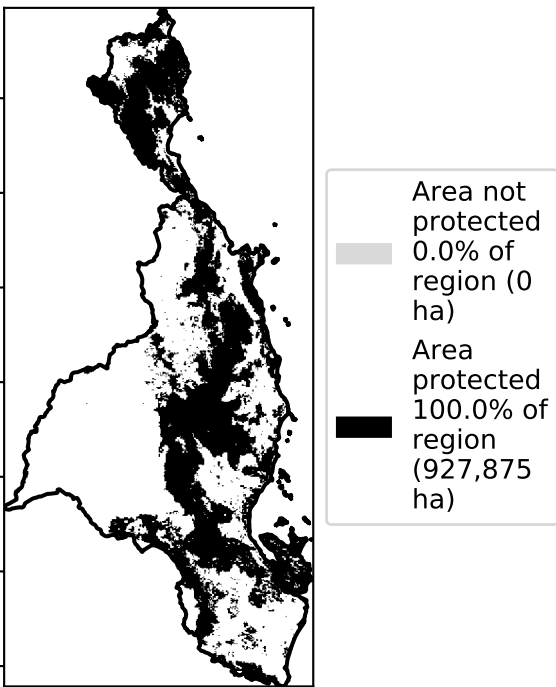 Area not
protected
0.0% of
region (0
ha)
Area
protected
100.0% of
region
(927,875
ha)